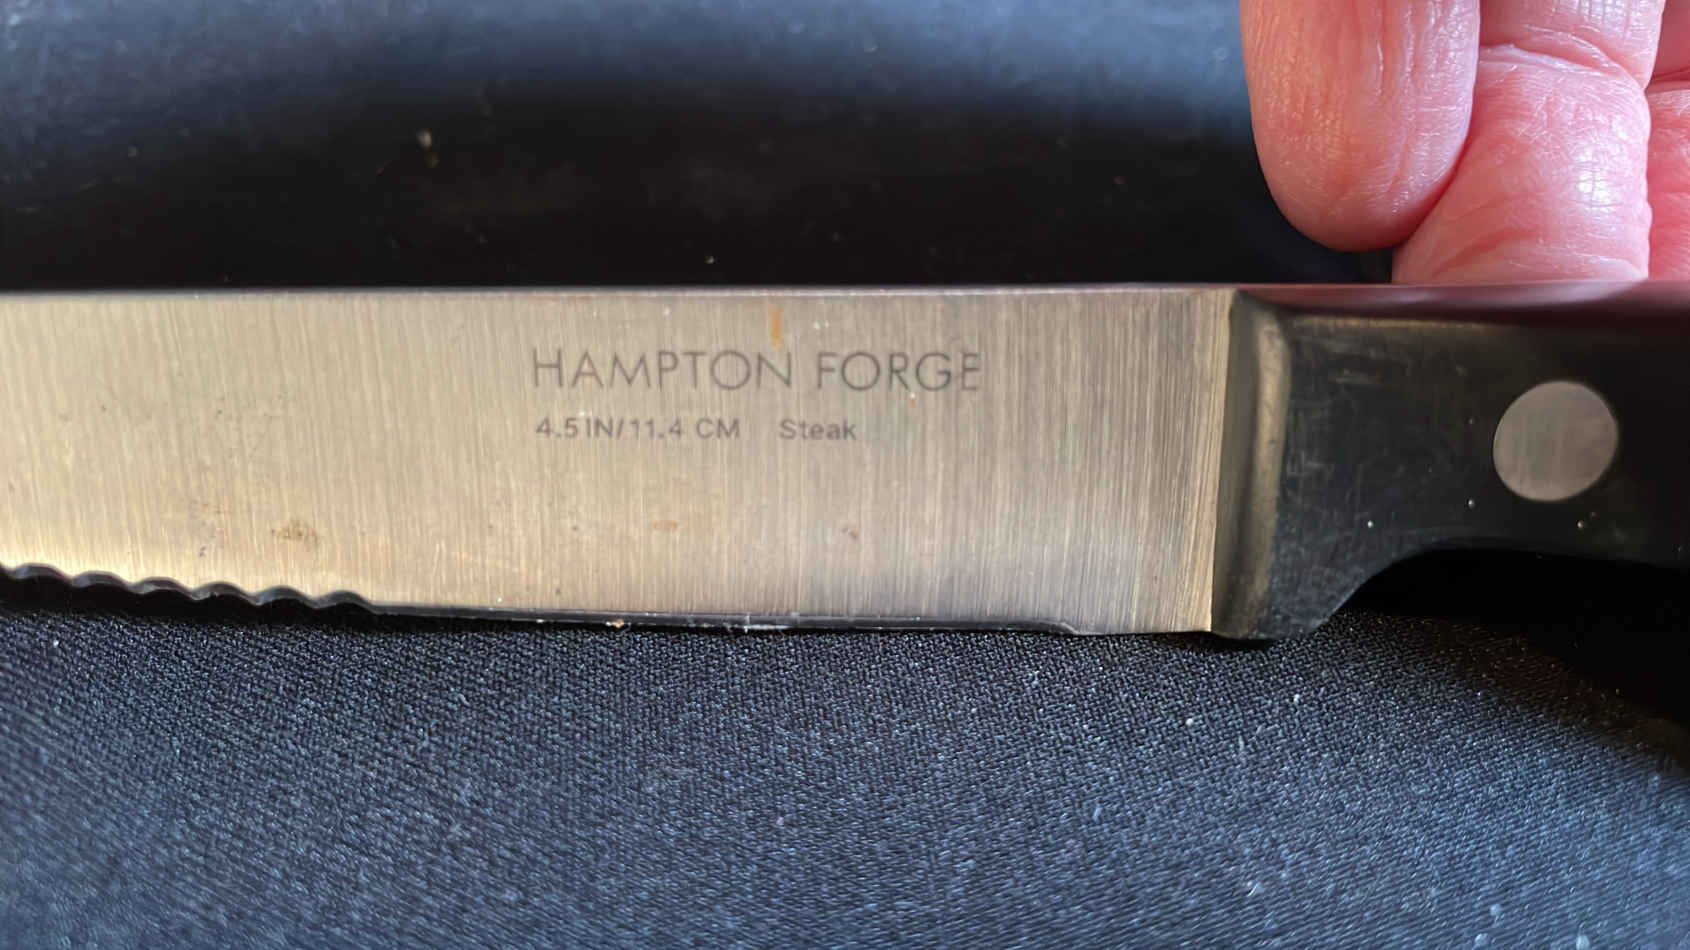 HAMPTON FORGE
4.5 IN/11.4 CM Steak